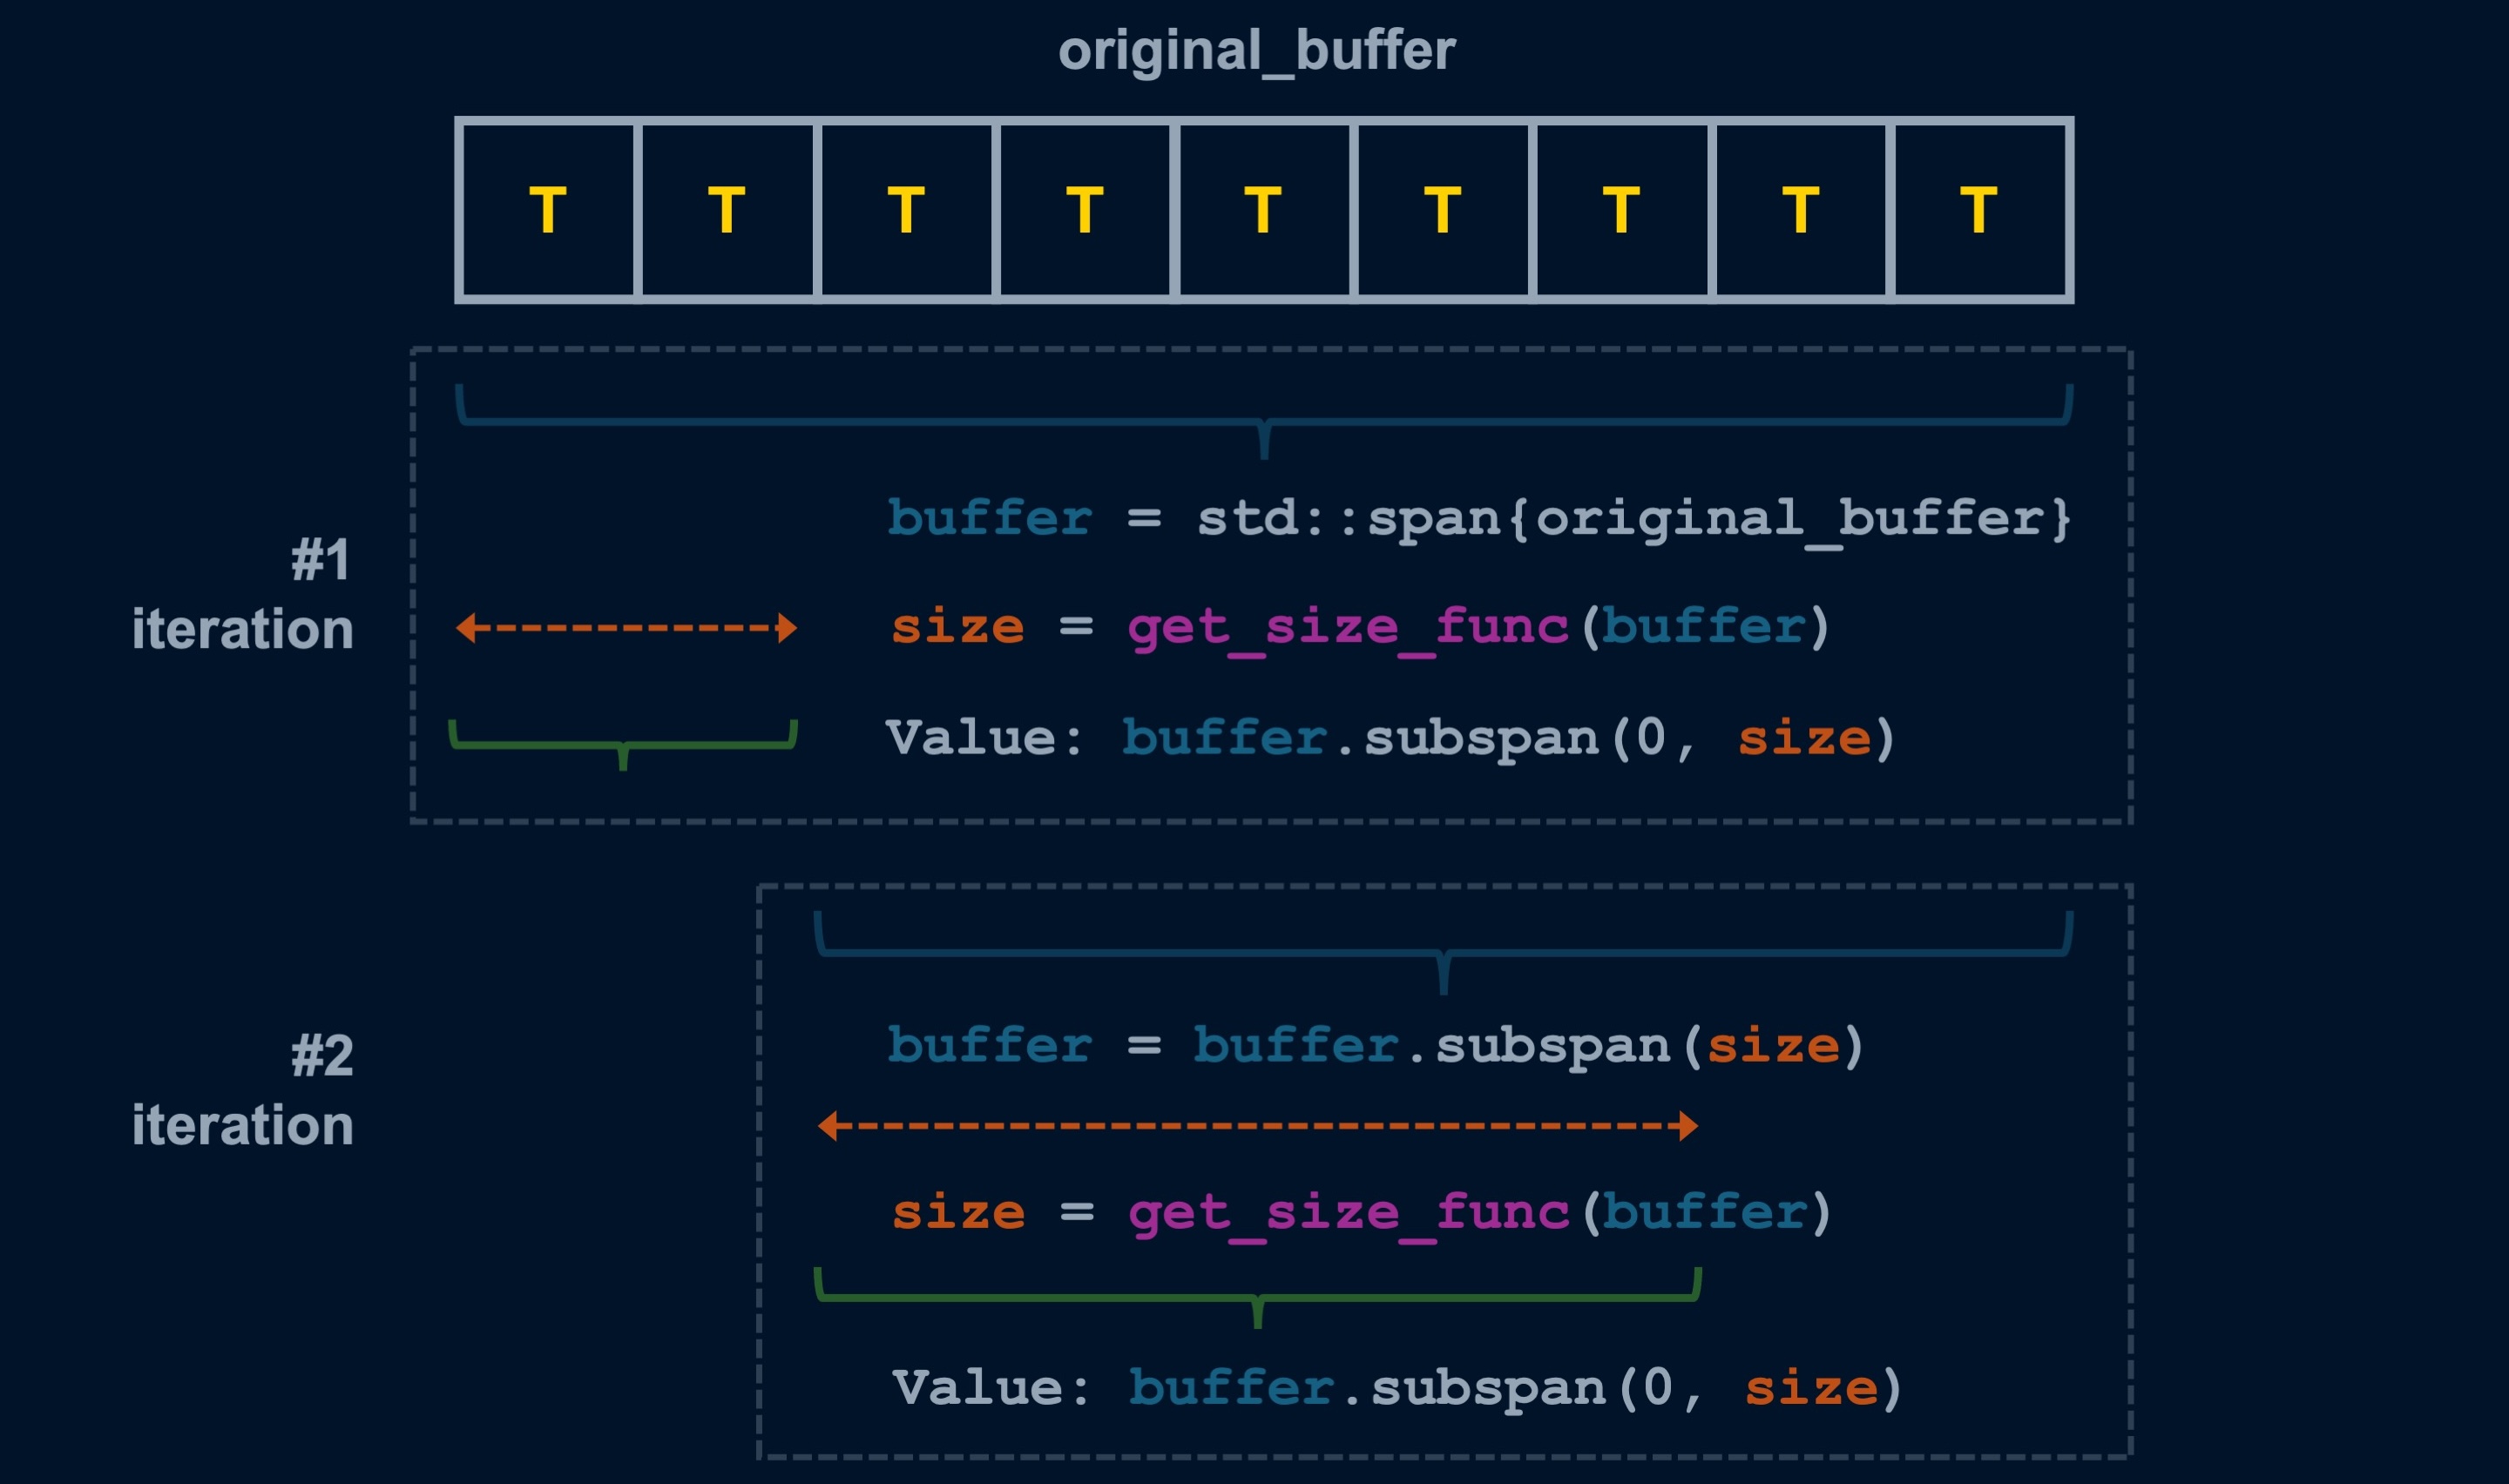 original_buffer
T T T T T T T T T
#1
iteration
buffer = std::span{original_buffer}
size = get_size_func(buffer)
Value: buffer.subspan(0, size)
#2
iteration
buffer = buffer.subspan(size)
size = get_size_func(buffer)
Value: buffer.subspan(0, size)